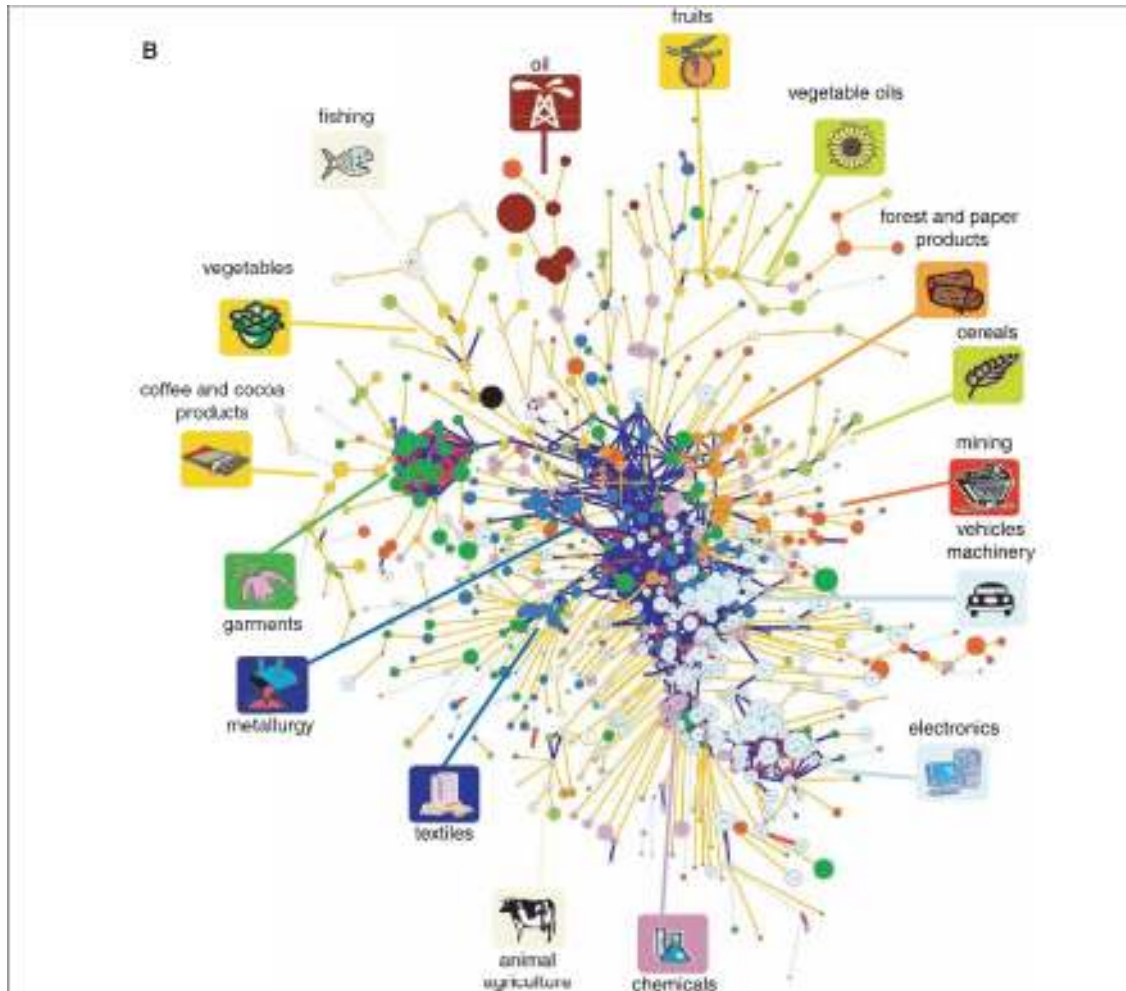 B
fruits
oil
vegetable oils
fishing
forest and paper
products
vegetables
cereals
coffee and cocoa
products
mining
vehicles
machinery
garments
metallurgy
electronics
textiles
animal
agriculture
chemicals